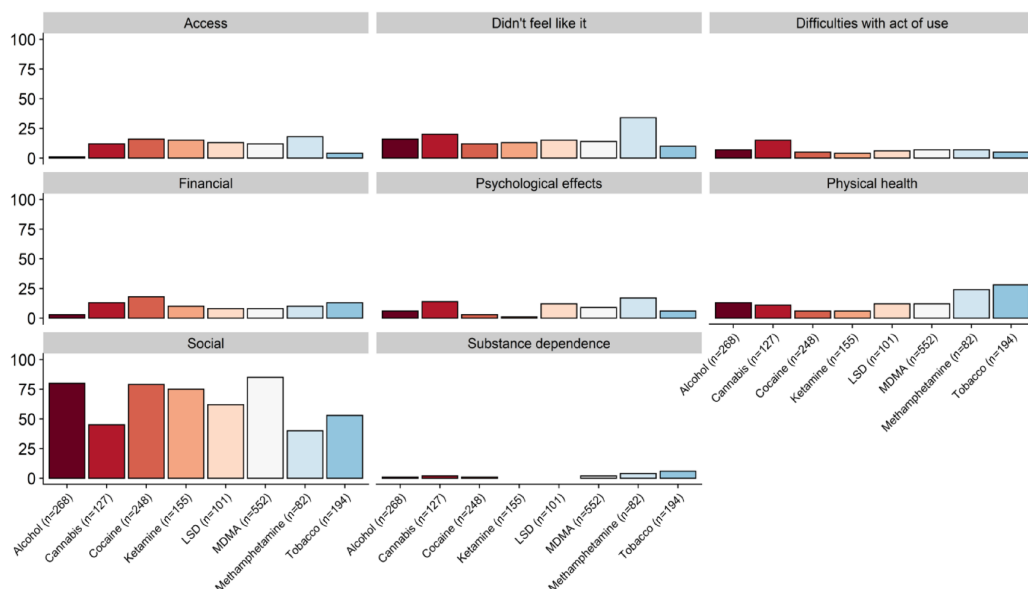 Access
Didn't feel like it
Difficulties with act of use
100
75
50
25
0
Financial
Psychological effects
Physical health
100
75
50
25
0
Alcohol (n=268)
Cannabis (n=127)
Cocaine (n=248)
Ketamine (n=155)
LSD (n=101)
MDMA (n=552)
Methamphetamine (n=82)
Tobacco (n=194)
Social
Substance dependence
100
75
50
25
0
Alcohol (n=268)
Cannabis (n=127)
Cocaine (n=248)
Ketamine (n=155)
LSD (n=101)
MDMA (n=552)
Methamphetamine (n=82)
Tobacco (n=194)
Alcohol (n=268)
Cannabis (n=127)
Cocaine (n=248)
Ketamine (n=155)
LSD (n=101)
MDMA (n=552)
Methamphetamine (n=82)
Tobacco (n=194)